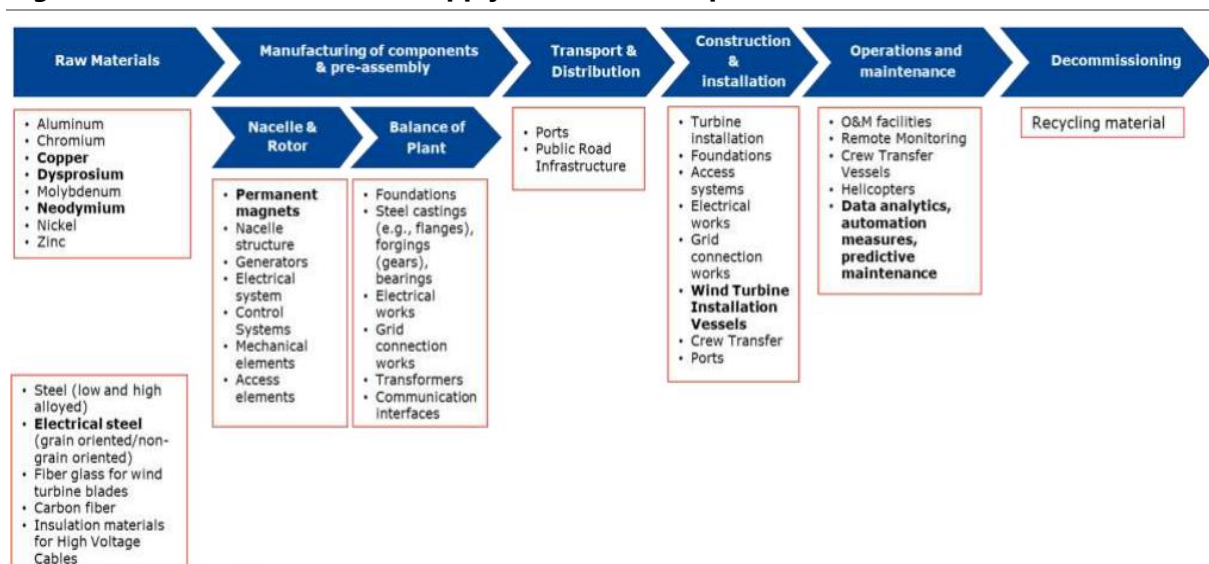 Raw Materials
Manufacturing of components
& pre-assembly
Transport &
Distribution
Construction
&
installation
Operations and
maintenance
Decommissioning
• Aluminum
• Chromium
• Copper
• Dysprosium
• Molybdenum
• Neodymium
• Nickel
• Zinc
• Steel (low and high
alloyed)
• Electrical steel
(grain oriented/non-
grain oriented)
• Fiber glass for wind
turbine blades
• Carbon fiber
• Insulation materials
for High Voltage
Cables
Nacelle &
Rotor
• Permanent
magnets
• Nacelle
structure
• Generators
• Electrical
system
• Control
Systems
• Mechanical
elements
• Access
elements
Balance of
Plant
• Foundations
• Steel castings
(e.g., flanges),
forgings
(gears),
bearings
• Electrical
works
• Grid
connection
works
• Transformers
• Communication
interfaces
• Ports
• Public Road
Infrastructure
• Turbine
installation
• Foundations
• Access
systems
• Electrical
works
• Grid
connection
works
• Wind Turbine
Installation
Vessels
• Crew Transfer
• Ports
• O&M facilities
• Remote Monitoring
• Crew Transfer
Vessels
• Helicopters
• Data analytics,
automation
measures,
predictive
maintenance
Recycling material